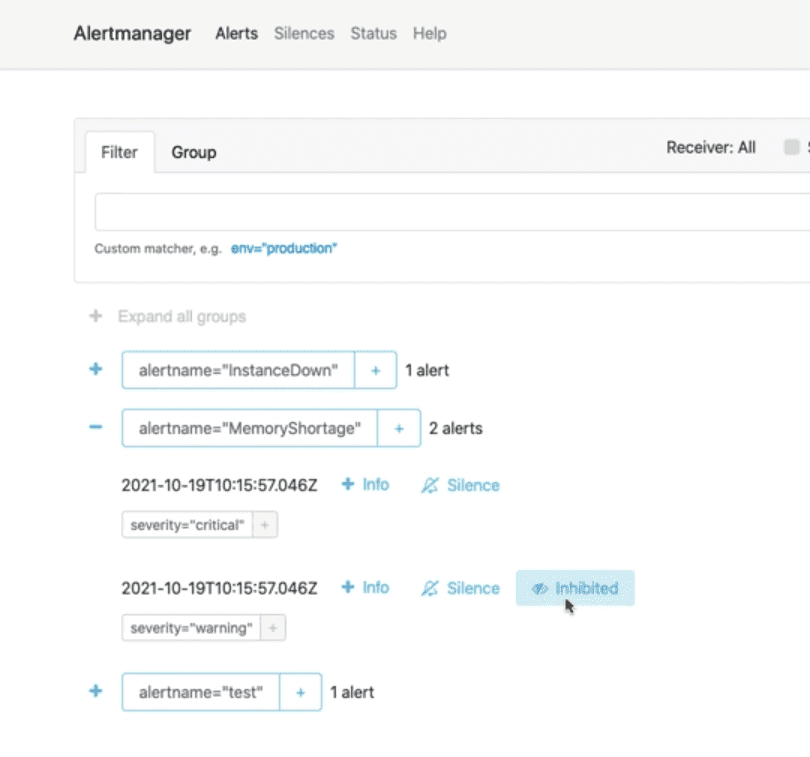 Alertmanager Alerts Silences Status Help
Filter Group Receiver: All
Custom matcher, e.g. env="production"
+ Expand all groups
+ alertname="InstanceDown" + 1 alert
− alertname="MemoryShortage" + 2 alerts
2021-10-19T10:15:57.046Z + Info Silence
severity="critical" +
2021-10-19T10:15:57.046Z + Info Silence Inhibited
severity="warning" +
+ alertname="test" + 1 alert